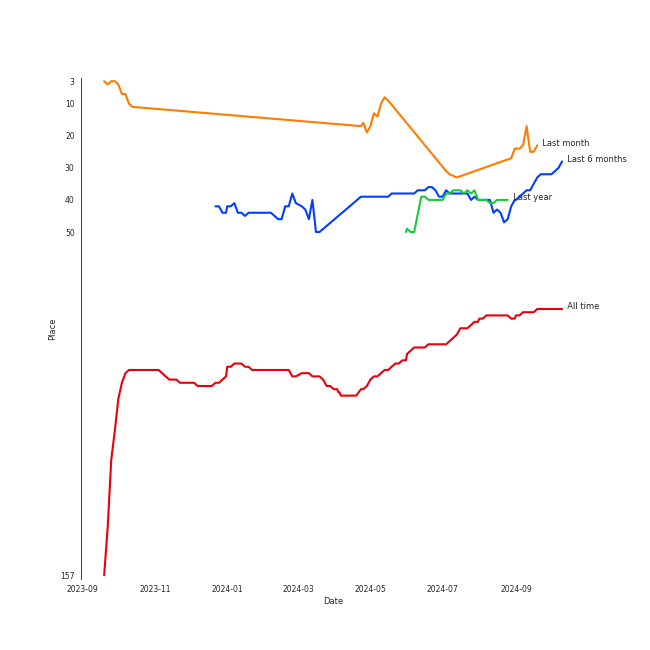 3
10
20
30
40
50
157
Place
Last month
Last 6 months
Last year
All time
2023-09 2023-11 2024-01 2024-03 2024-05 2024-07 2024-09
Date